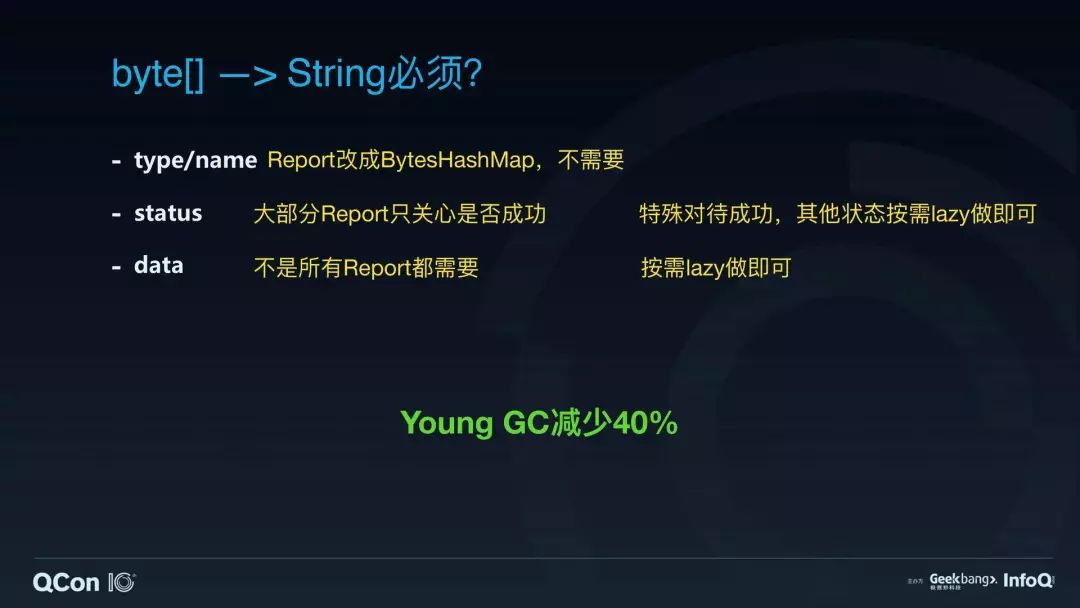 byte[] —> String必须？
- type/name Report改成BytesHashMap，不需要
- status 大部分Report只关心是否成功 特殊对待成功，其他状态按需lazy做即可
- data 不是所有Report都需要 按需lazy做即可
Young GC减少40%
QCon 10 主办方 Geekbang>. 极客邦科技 InfoQ